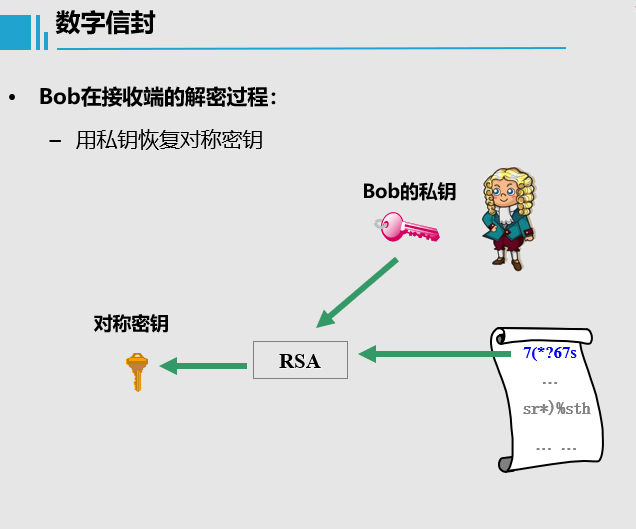 数字信封
• Bob在接收端的解密过程：
– 用私钥恢复对称密钥
Bob的私钥
对称密钥
RSA
7(*?67s
...
sr*)%sth
... ...